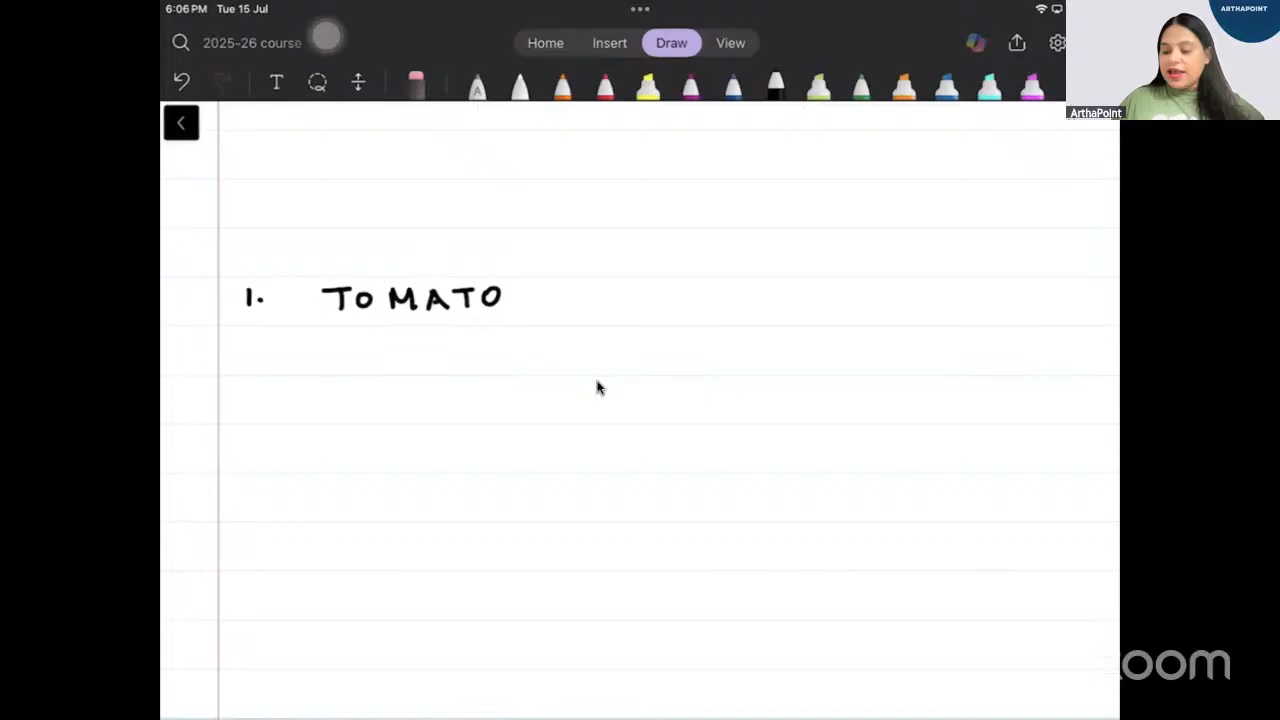 6:06 PM Tue 15 Jul
ARTHAPOINT
2025-26 course
Home Insert Draw View
T
A
ArthaPoint
1. TOMATO
zoom